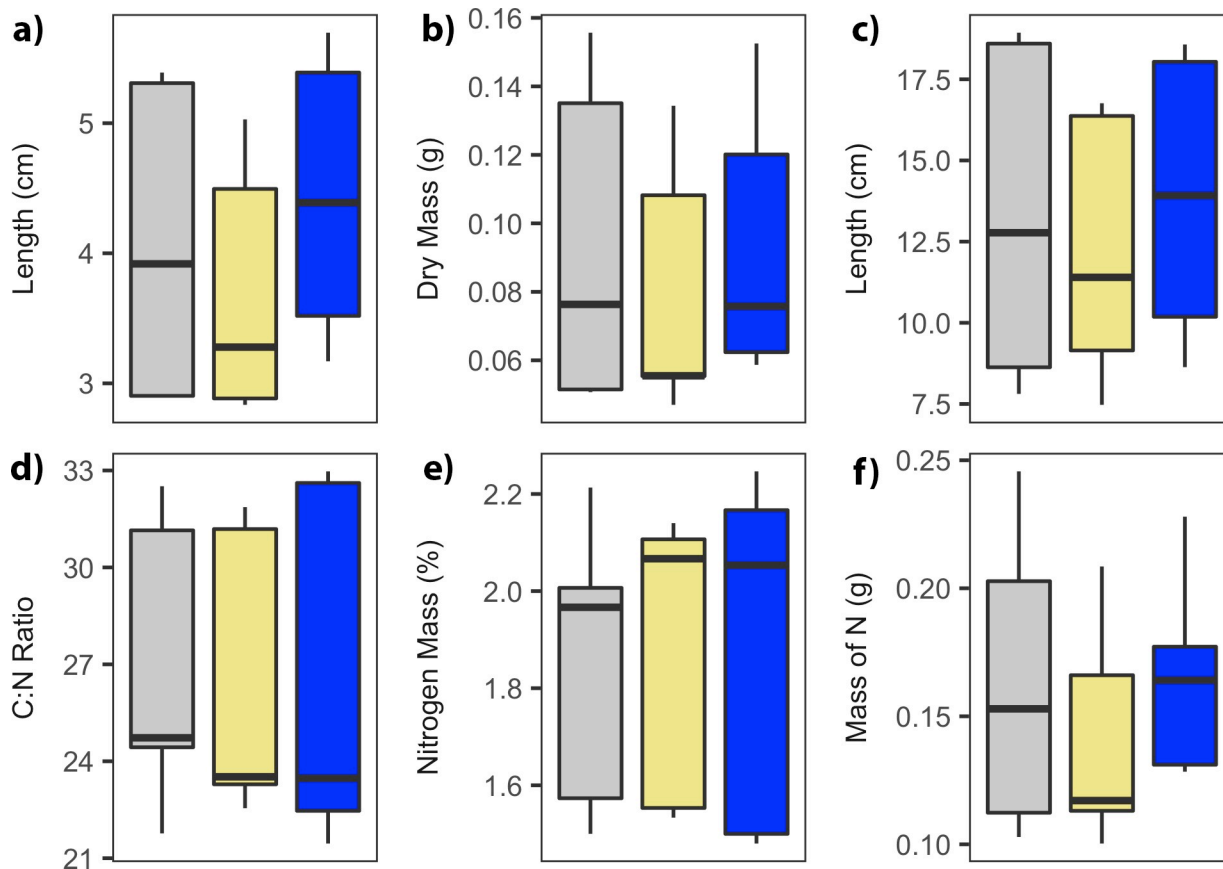 a)
Length (cm)
5
4
3
b)
Dry Mass (g)
0.16
0.14
0.12
0.10
0.08
0.06
c)
Length (cm)
17.5
15.0
12.5
10.0
7.5
d)
C:N Ratio
33
30
27
24
21
e)
Nitrogen Mass (%)
2.2
2.0
1.8
1.6
f)
Mass of N (g)
0.25
0.20
0.15
0.10